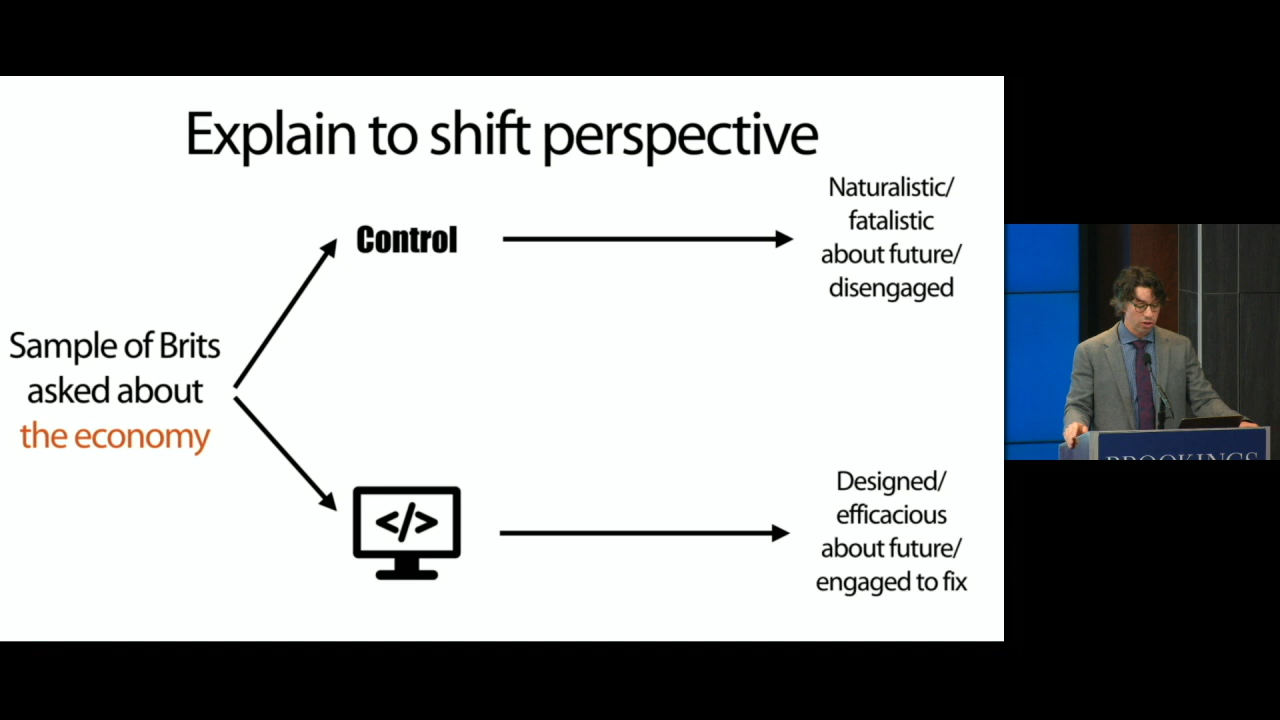 Explain to shift perspective
Naturalistic/
fatalistic
about future/
disengaged
Control
Sample of Brits
asked about
the economy
</>
Designed/
efficacious
about future/
engaged to fix
BROOKINGS